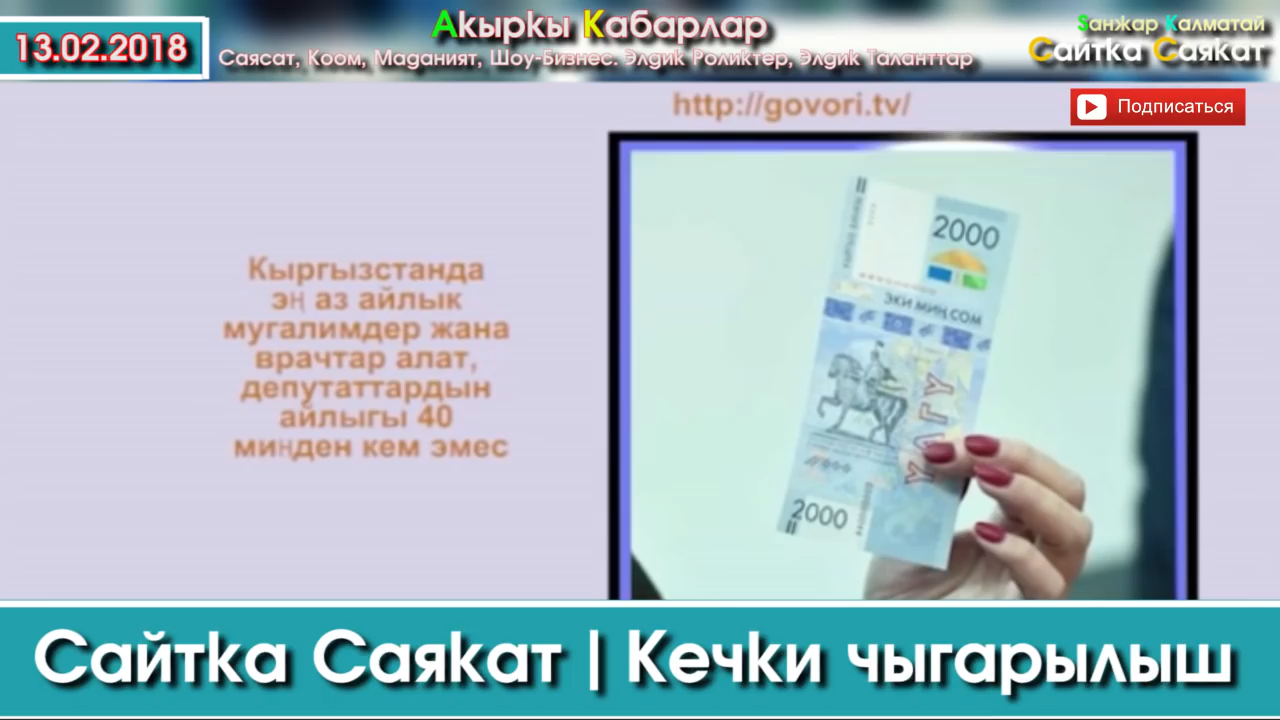 13.02.2018
Акыркы Кабарлар
Саясат, Коом, Маданият, Шоу-Бизнес. Элдик Роликтер, Элдик Таланттар
Sанжар Калматай
Сайтка Саякат
http://govori.tv/
Подписаться
Кыргызстанда
эң аз айлык
мугалимдер жана
врачтар алат,
депутаттардын
айлыгы 40
миңден кем эмес
2000
ЭКИ МИҢ СОМ
ҮЛГҮ
2000
Сайтка Саякат | Кечки чыгарылыш